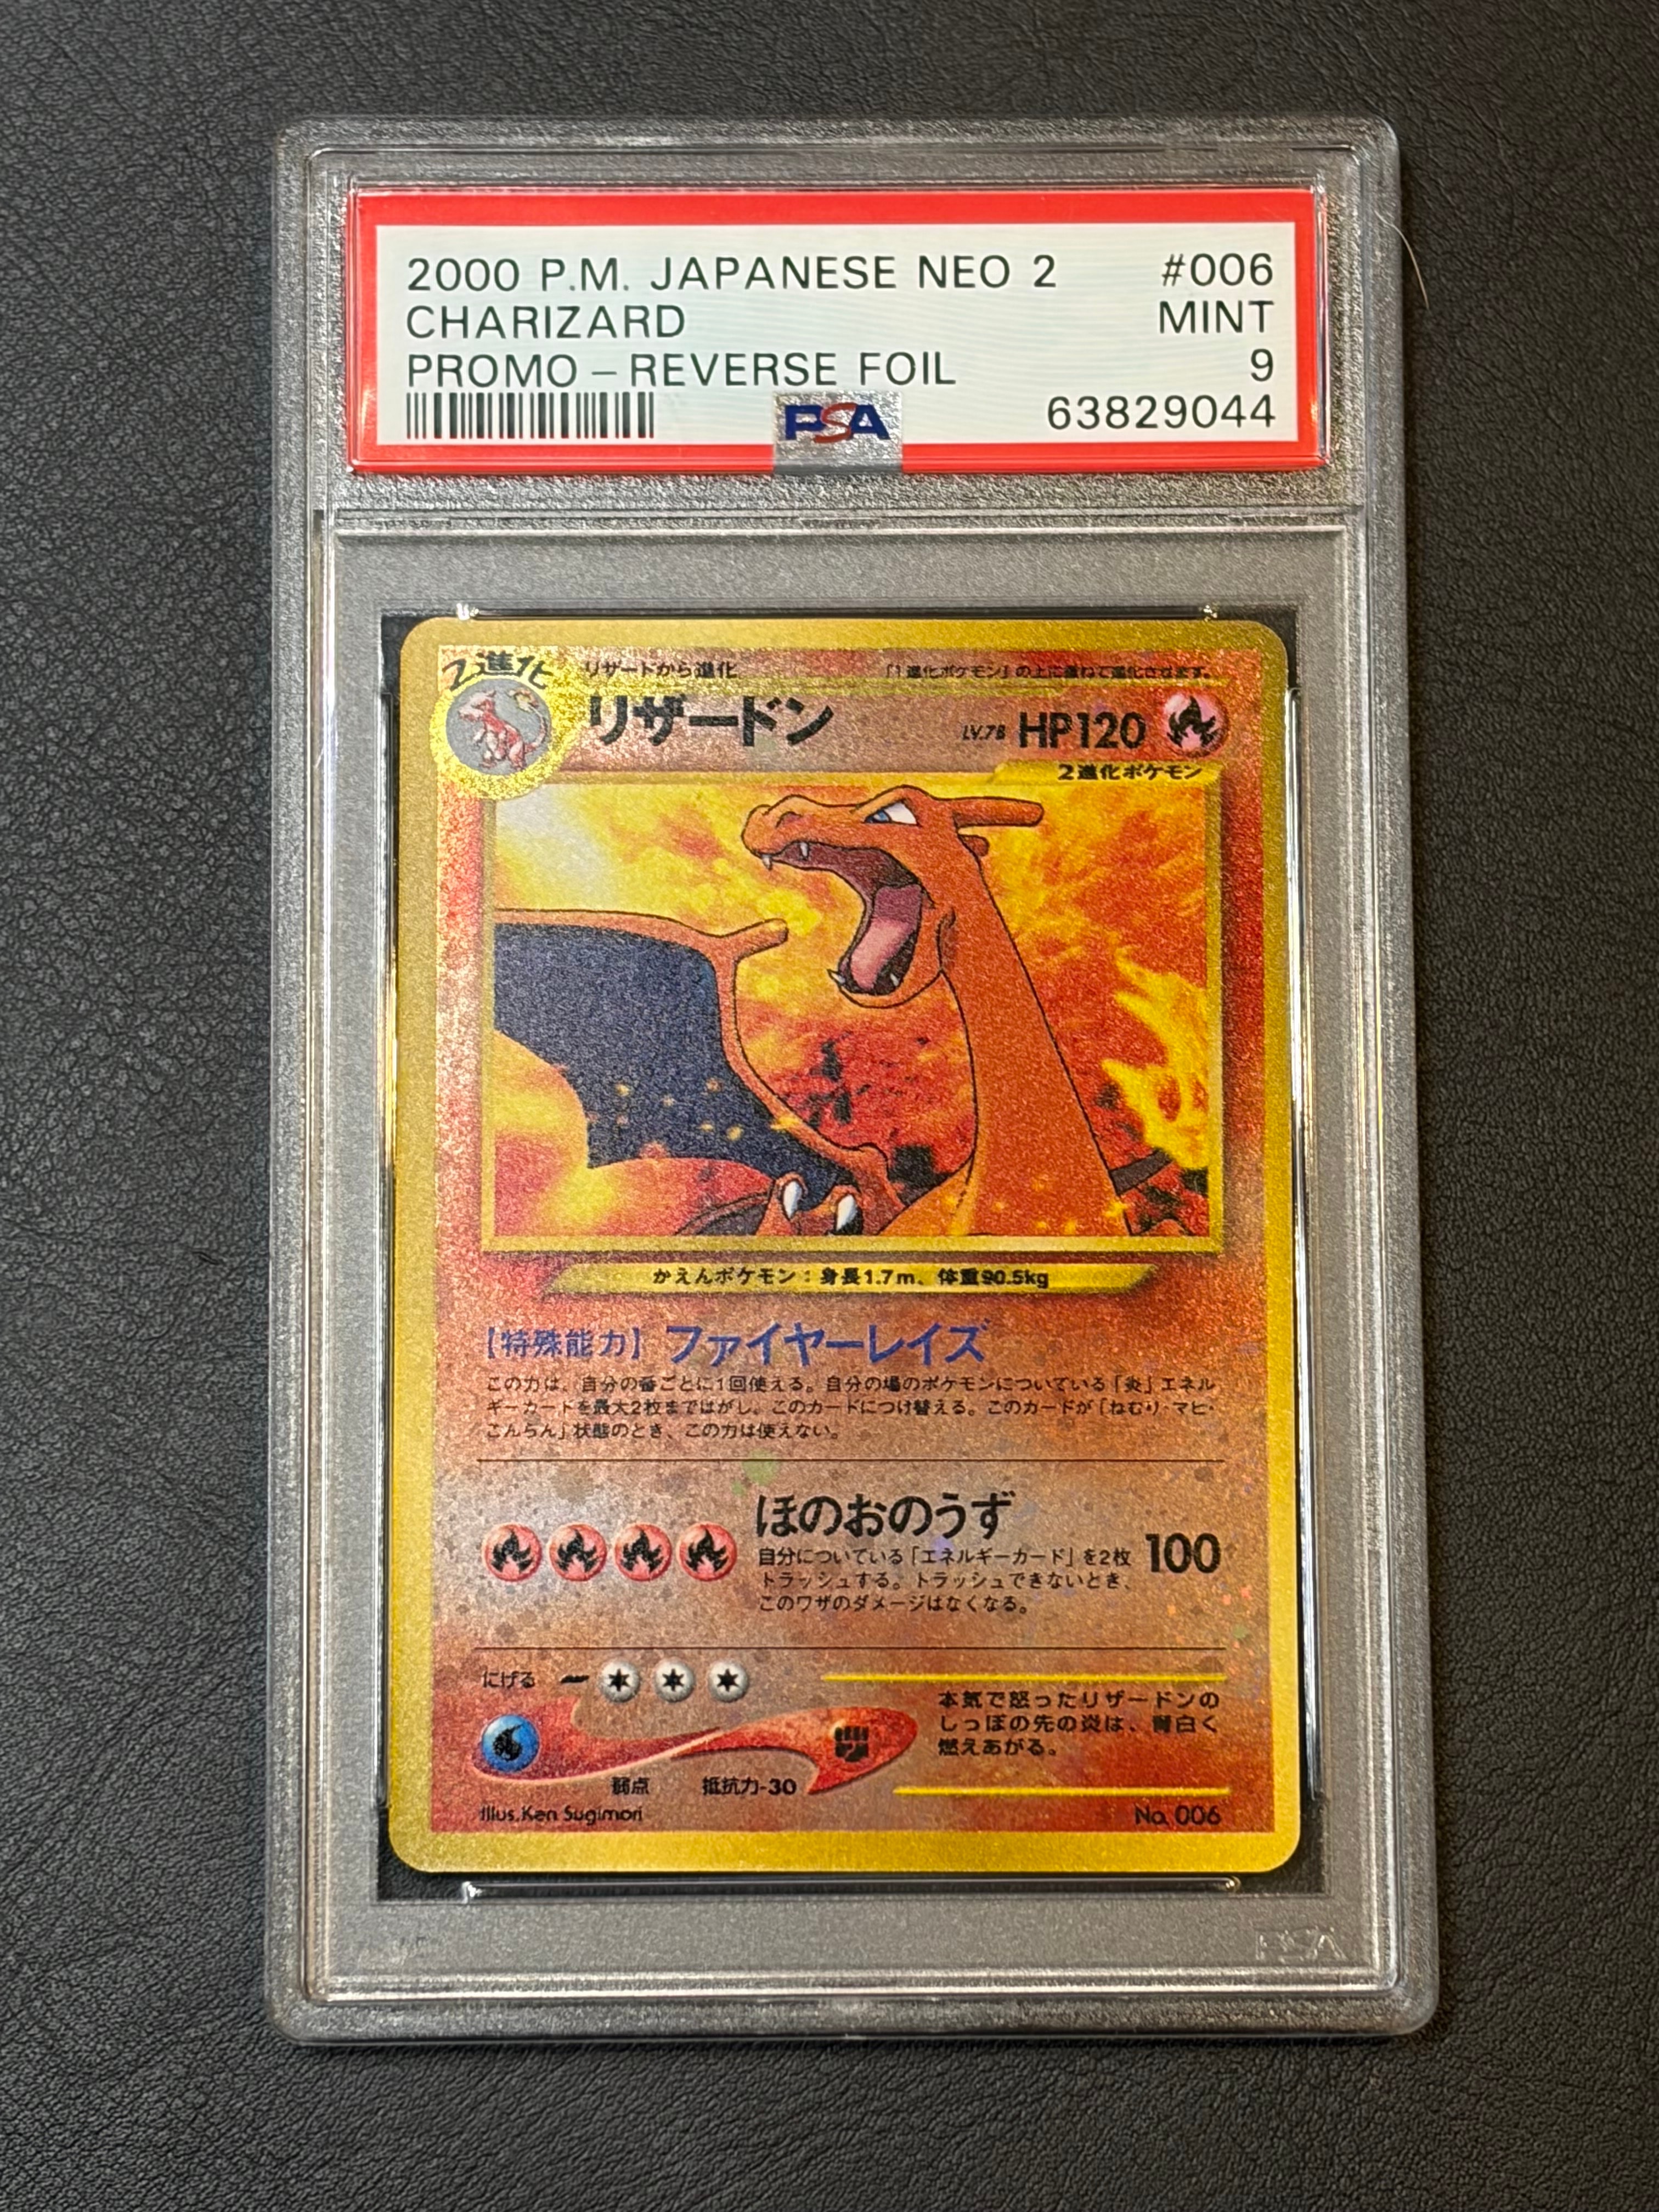 2000 P.M. JAPANESE NEO 2 #006
CHARIZARD MINT
PROMO – REVERSE FOIL 9
PSA 63829044
2進化
リザードから進化 「1進化ポケモン」の上に重ねて進化させます。
リザードン LV.78 HP120
2進化ポケモン
かえんポケモン：身長1.7m、体重90.5kg
【特殊能力】ファイヤーレイズ
この力は、自分の番ごとに1回使える。自分の場のポケモンについている「炎」エネル
ギーカードを最大2枚まではがし、このカードにつけ替える。このカードが「ねむり・マヒ・
こんらん」状態のとき、この力は使えない。
ほのおのうず
自分についている「エネルギーカード」を2枚 100
トラッシュする。トラッシュできないとき、
このワザのダメージはなくなる。
にげる
本気で怒ったリザードンの
しっぽの先の炎は、青白く
燃えあがる。
弱点 抵抗力-30
Illus. Ken Sugimori No. 006
PSA